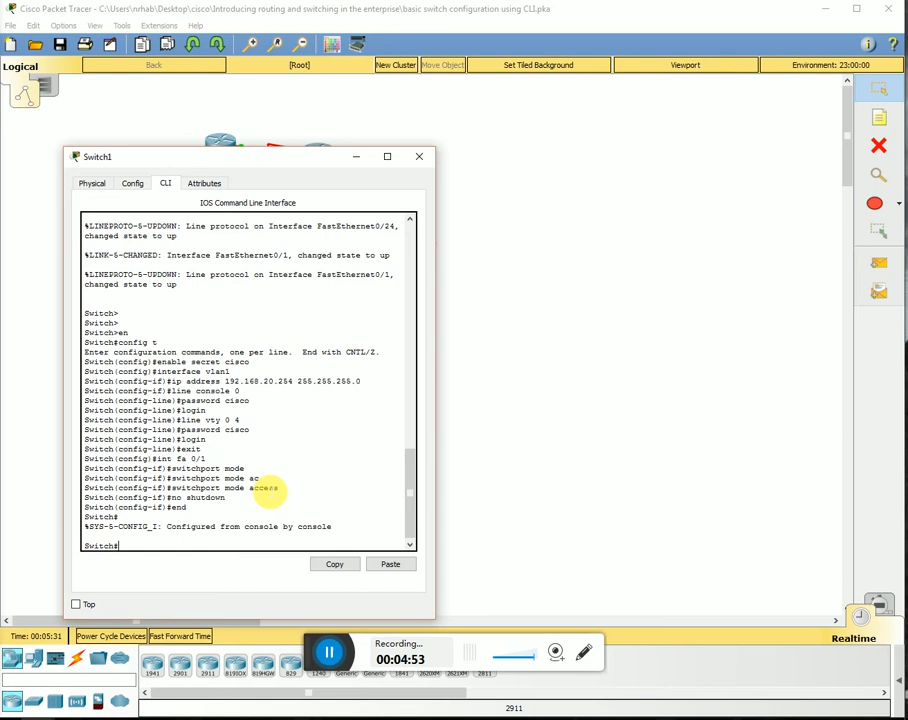 Cisco Packet Tracer - C:\Users\nrhab\Desktop\cisco\Introducing routing and switching in the enterprise\basic switch configuration using CLI.pka
File Edit Options View Tools Extensions Help
Logical Back [Root] New Cluster Move Object Set Tiled Background Viewport Environment: 23:00:00
Switch1
Physical Config CLI Attributes
IOS Command Line Interface
%LINEPROTO-5-UPDOWN: Line protocol on Interface FastEthernet0/24,
changed state to up
%LINK-5-CHANGED: Interface FastEthernet0/1, changed state to up
%LINEPROTO-5-UPDOWN: Line protocol on Interface FastEthernet0/1,
changed state to up
Switch>
Switch>
Switch>en
Switch#config t
Enter configuration commands, one per line. End with CNTL/Z.
Switch(config)#enable secret cisco
Switch(config)#interface vlan1
Switch(config-if)#ip address 192.168.20.254 255.255.255.0
Switch(config-if)#line console 0
Switch(config-line)#password cisco
Switch(config-line)#login
Switch(config-line)#line vty 0 4
Switch(config-line)#password cisco
Switch(config-line)#login
Switch(config-line)#exit
Switch(config)#int fa 0/1
Switch(config-if)#switchport mode
Switch(config-if)#switchport mode ac
Switch(config-if)#switchport mode access
Switch(config-if)#no shutdown
Switch(config-if)#end
Switch#
%SYS-5-CONFIG_I: Configured from console by console
Switch#
Copy Paste
Top
Time: 00:05:31 Power Cycle Devices Fast Forward Time Realtime
Recording...
00:04:53
1941 2901 2911 819IOX 819HGW 829 1240 Generic Generic 1841 2620XM 2621XM 2811
2911